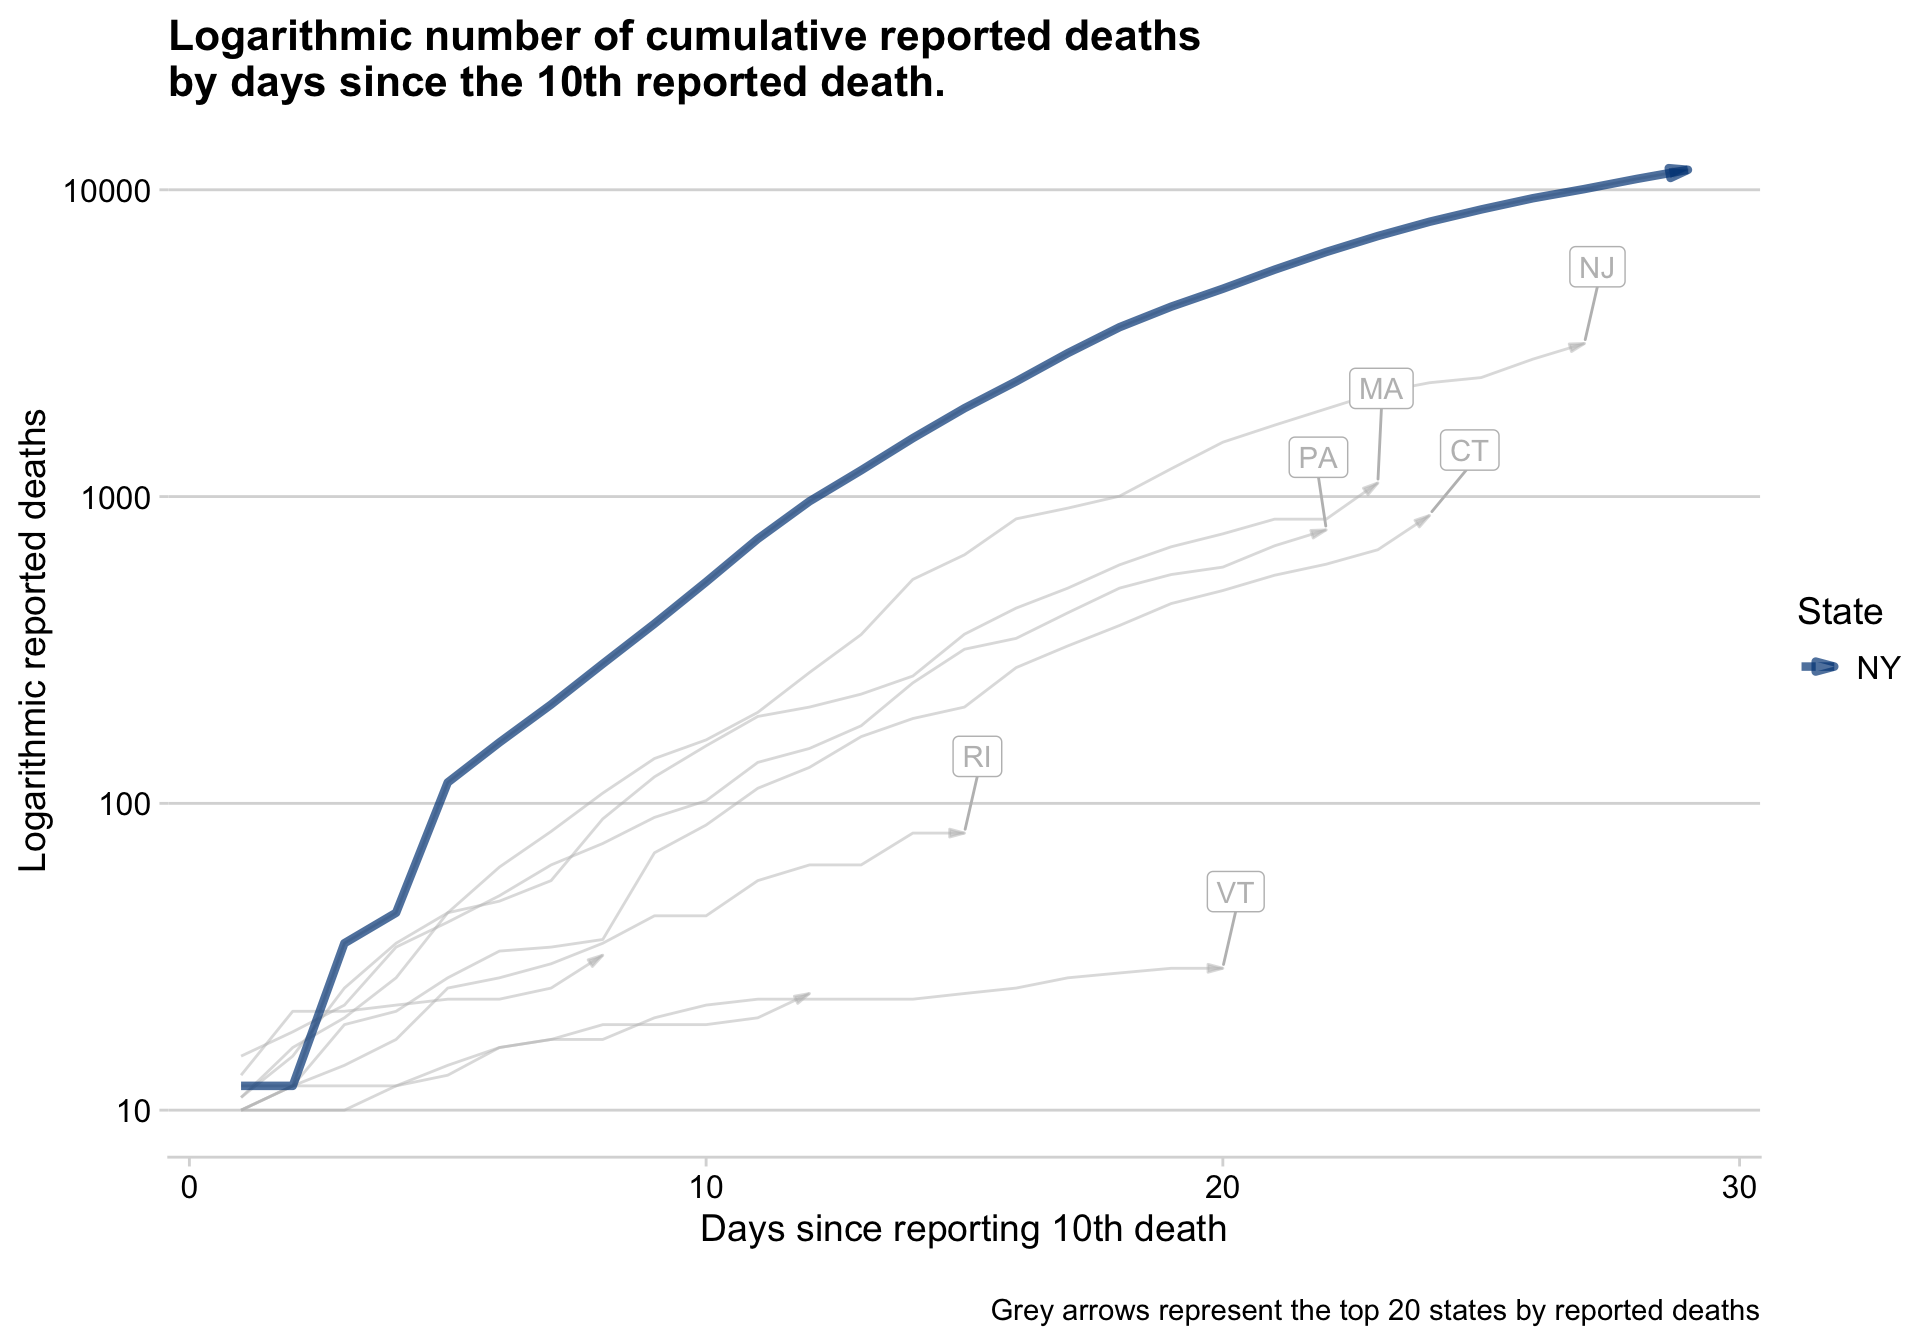 Logarithmic number of cumulative reported deaths
by days since the 10th reported death.
Logarithmic reported deaths
10000
1000
100
10
NJ
MA
PA
CT
RI
VT
State
NY
0
10
20
30
Days since reporting 10th death
Grey arrows represent the top 20 states by reported deaths